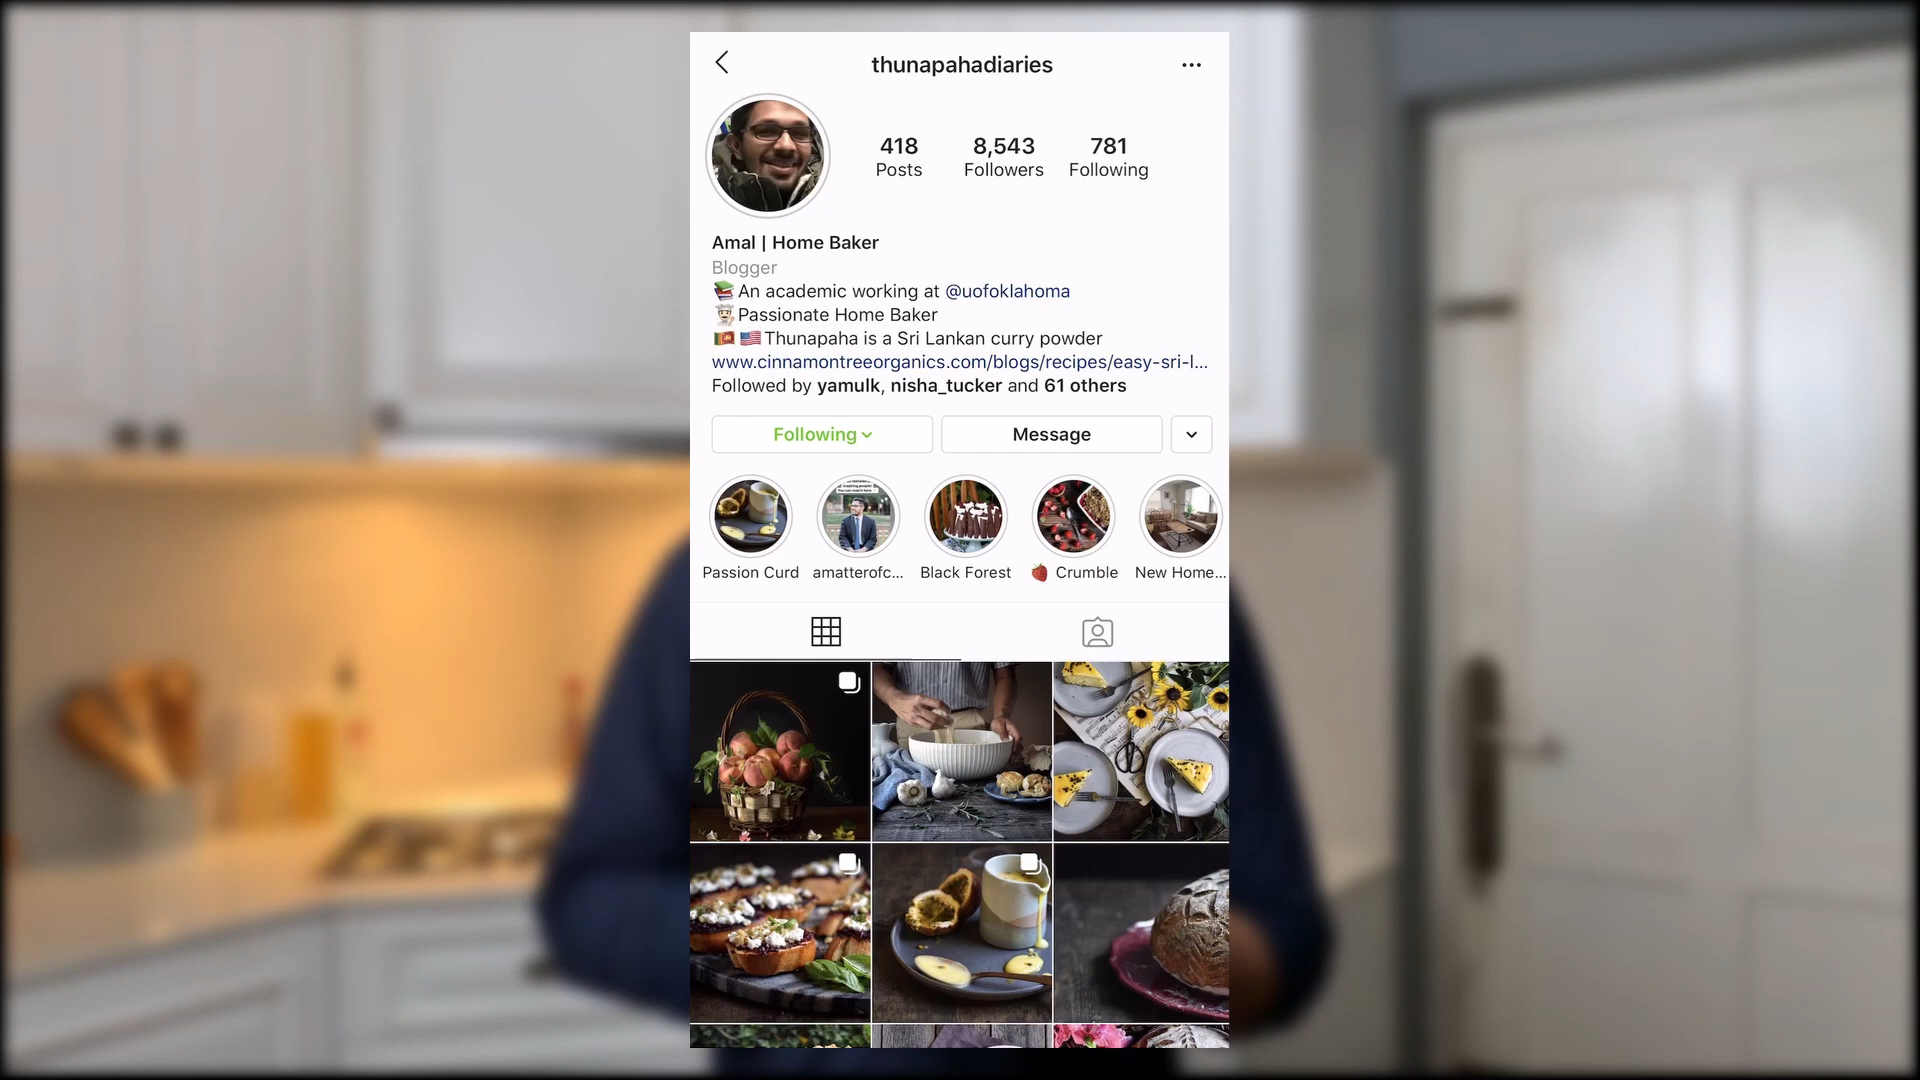 thunapahadiaries
418 8,543 781
Posts Followers Following
Amal | Home Baker
Blogger
📚An academic working at @uofoklahoma
👨🏻‍🍳Passionate Home Baker
🇱🇰 🇺🇸 Thunapaha is a Sri Lankan curry powder
www.cinnamontreeorganics.com/blogs/recipes/easy-sri-l...
Followed by yamulk, nisha_tucker and 61 others
Following Message
Passion Curd amatterofc... Black Forest 🍓 Crumble New Home...